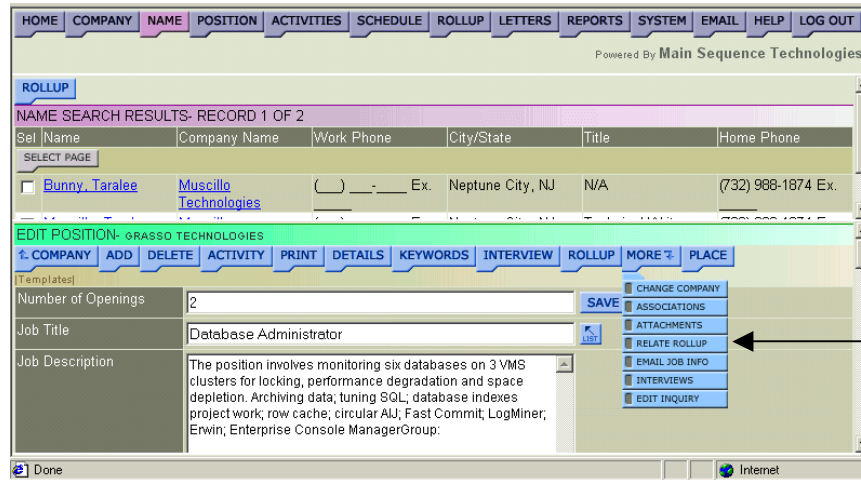 HOME COMPANY NAME POSITION ACTIVITIES SCHEDULE ROLLUP LETTERS REPORTS SYSTEM EMAIL HELP LOG OUT
Powered By Main Sequence Technologies
ROLLUP
NAME SEARCH RESULTS- RECORD 1 OF 2
Sel Name Company Name Work Phone City/State Title Home Phone
SELECT PAGE
Bunny, Taralee Muscillo (__) ___-____ Ex. Neptune City, NJ N/A (732) 988-1874 Ex.
Technologies ____ ____
EDIT POSITION- GRASSO TECHNOLOGIES
COMPANY ADD DELETE ACTIVITY PRINT DETAILS KEYWORDS INTERVIEW ROLLUP MORE PLACE
|Templates|
CHANGE COMPANY
Number of Openings 2 SAVE
ASSOCIATIONS
ATTACHMENTS
Job Title Database Administrator LIST
RELATE ROLLUP
Job Description The position involves monitoring six databases on 3 VMS
EMAIL JOB INFO
clusters for locking, performance degradation and space
INTERVIEWS
depletion. Archiving data; tuning SQL; database indexes
EDIT INQUIRY
project work; row cache; circular AIJ; Fast Commit; LogMiner;
Erwin; Enterprise Console ManagerGroup:
Done Internet